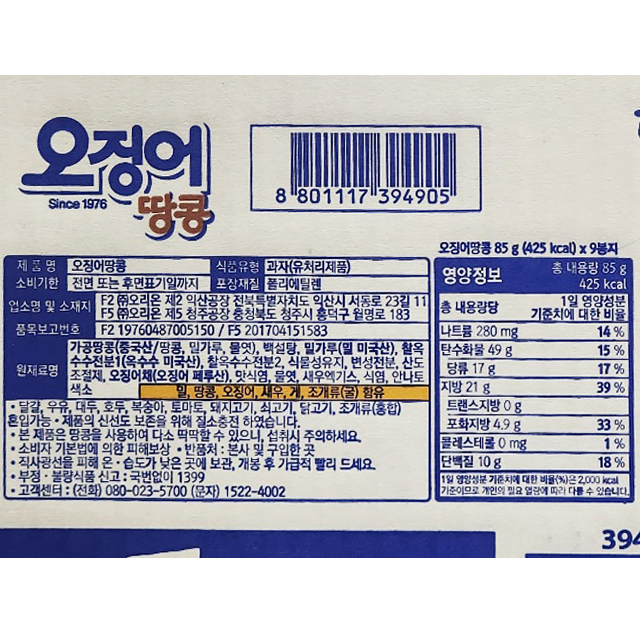 오징어
땅콩
Since 1976
8 801117 394905
오징어땅콩 85 g (425 kcal) x 9봉지
제 품 명 오징어땅콩 식품유형 과자(유처리제품)
소비기한 전면 또는 후면표기일까지 포장재질 폴리에틸렌
업소명 및 소재지 F2 ㈜오리온 제2 익산공장 전북특별자치도 익산시 서동로 23길 11
F5 ㈜오리온 제5 청주공장 충청북도 청주시 흥덕구 월명로 183
품목보고번호 F2 19760487005150 / F5 201704151583
원재료명 가공땅콩(중국산/땅콩, 밀가루, 물엿), 백설탕, 밀가루(밀 미국산), 찰옥
수수전분1(옥수수 미국산), 찰옥수수전분2, 식물성유지, 변성전분, 산도
조절제, 오징어채(오징어 페루산), 맛식염, 물엿, 새우엑기스, 식염, 안나토
색소 밀, 땅콩, 오징어, 새우, 게, 조개류(굴) 함유
• 달걀, 우유, 대두, 호두, 복숭아, 토마토, 돼지고기, 쇠고기, 닭고기, 조개류(홍합)
혼입가능 • 제품의 신선도 보존을 위해 질소충전 하였습니다.
• 본 제품은 땅콩을 사용하여 다소 딱딱할 수 있으니, 섭취시 주의하세요.
• 소비자 기본법에 의한 피해보상 • 반품처 : 본사 및 구입한 곳
• 직사광선을 피해 온·습도가 낮은 곳에 보관, 개봉 후 가급적 빨리 드세요.
• 부정·불량식품 신고 : 국번없이 1399
• 고객센터 : (전화) 080-023-5700 (문자) 1522-4002
영양정보 총 내용량 85 g
425 kcal
총 내용량당 1일 영양성분
기준치에 대한 비율
나트륨 280 mg 14 %
탄수화물 49 g 15 %
당류 17 g 17 %
지방 21 g 39 %
트랜스지방 0 g
포화지방 4.9 g 33 %
콜레스테롤 0 mg 1 %
단백질 10 g 18 %
1일 영양성분 기준치에 대한 비율(%)은 2,000 kcal
기준이므로 개인의 필요 열량에 따라 다를 수 있습니다.
394